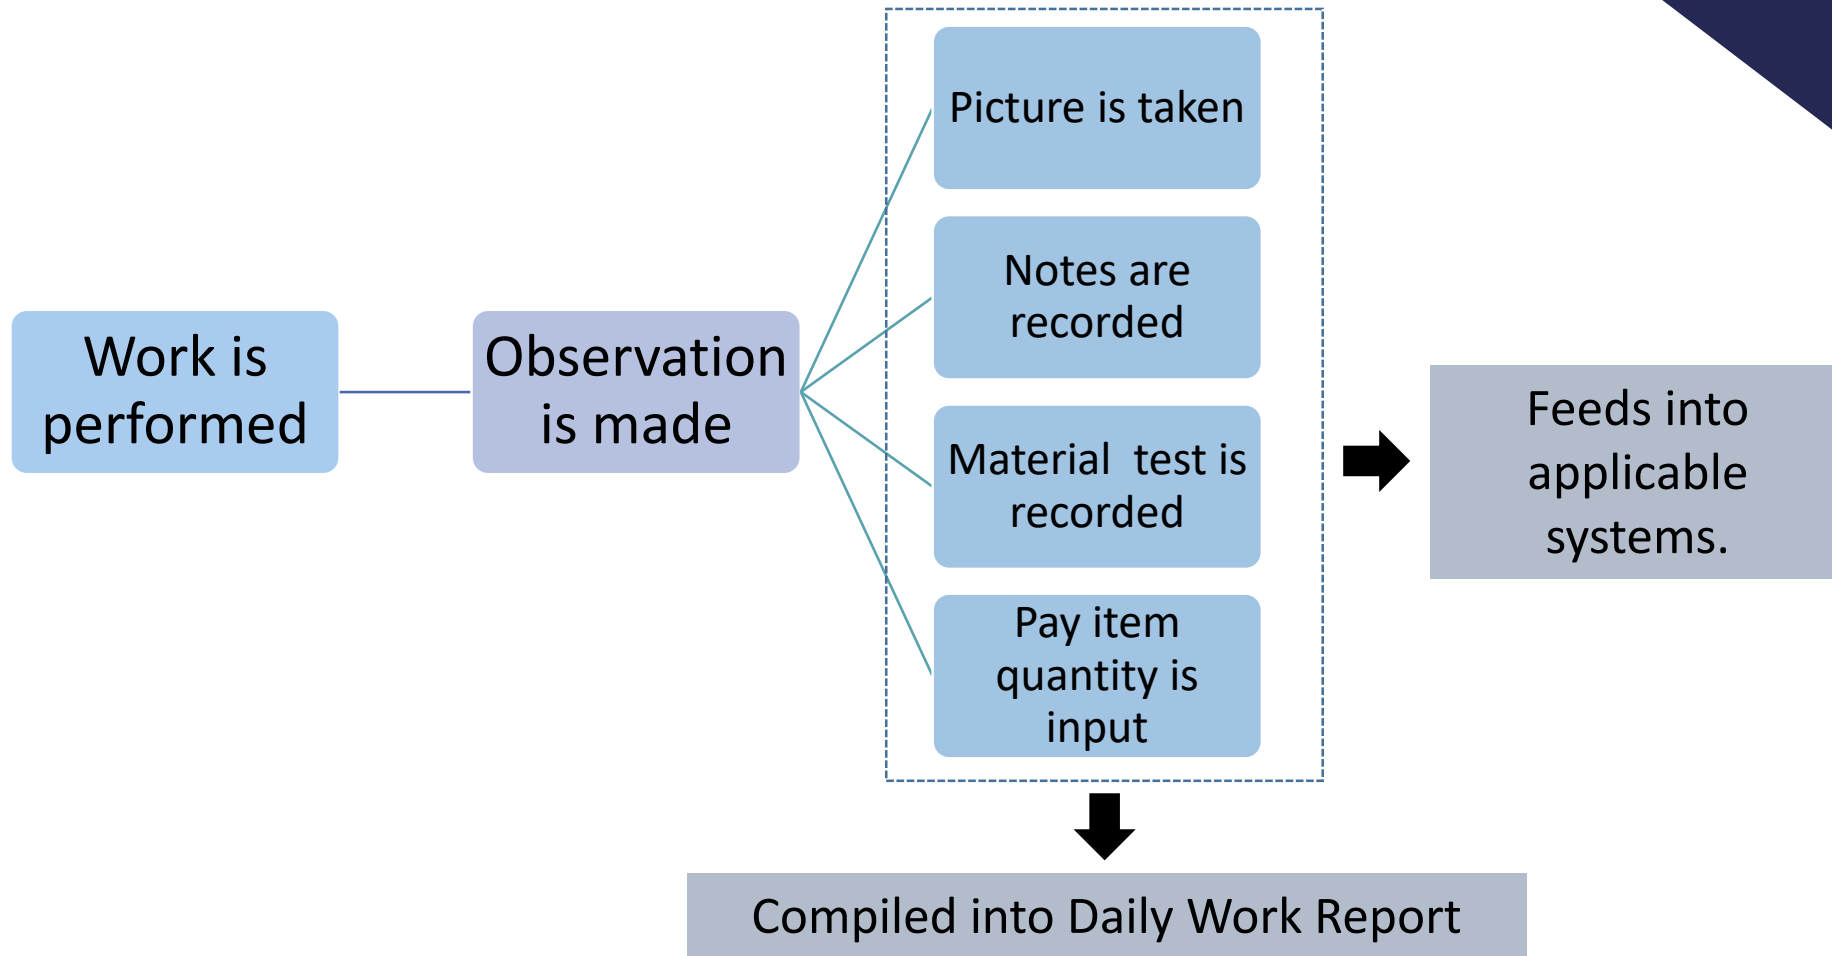 Work is
performed
Observation
is made
Picture is taken
Notes are
recorded
Material  test is
recorded
Pay item
quantity is
input
Feeds into
applicable
systems.
Compiled into Daily Work Report